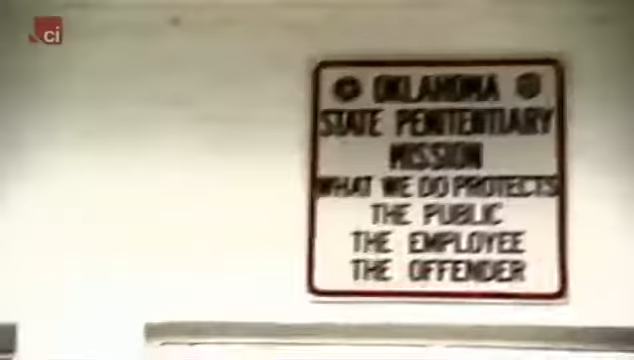 ci
OKLAHOMA
STATE PENITENTIARY
MISSION
WHAT WE DO PROTECTS
THE PUBLIC
THE EMPLOYEE
THE OFFENDER